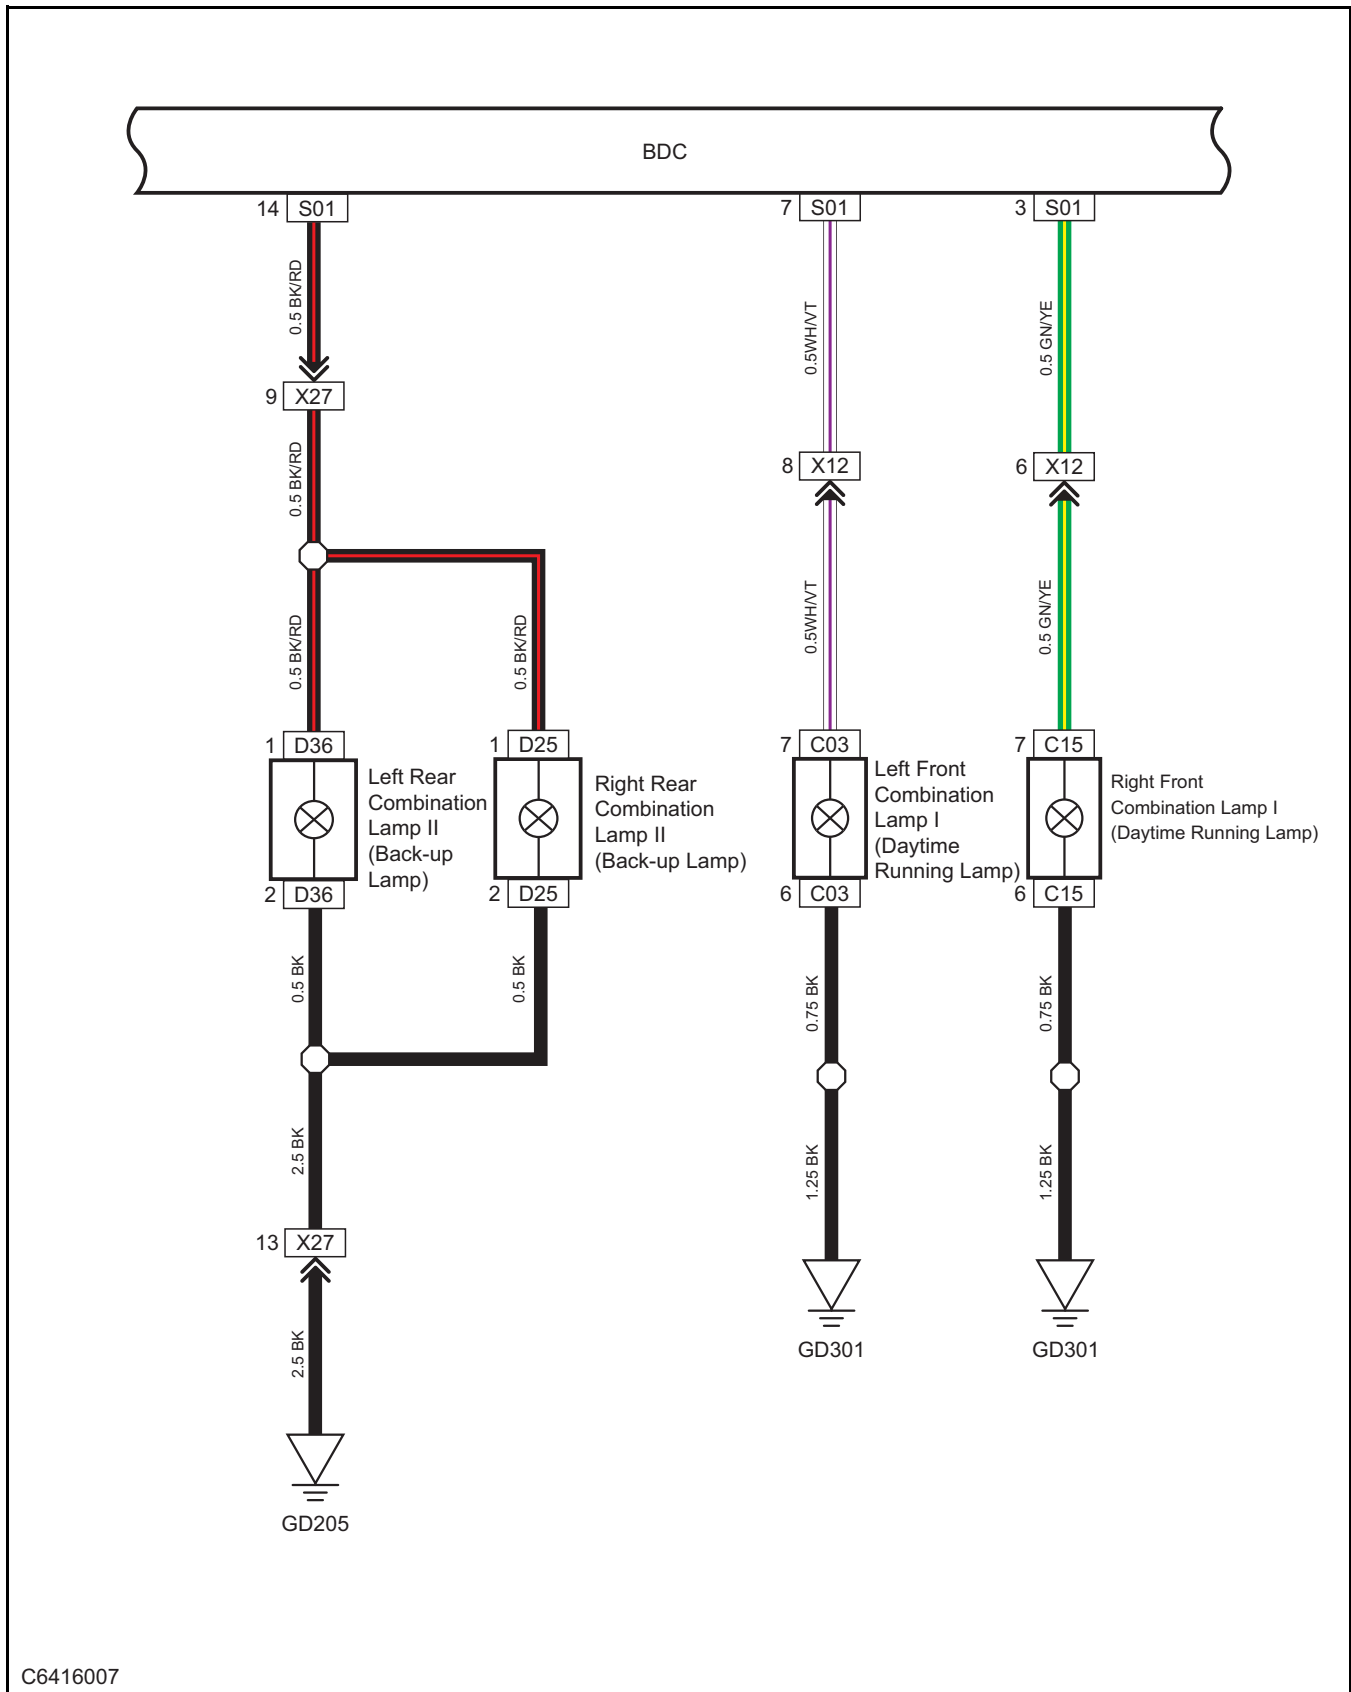 BDC
14 S01
7 S01
3 S01
0.5 BK/RD
0.5WH/VT
0.5 GN/YE
9 X27
0.5 BK/RD
8 X12
6 X12
0.5 BK/RD
0.5 BK/RD
0.5WH/VT
0.5 GN/YE
1 D36
1 D25
7 C03
7 C15
Left Rear
Combination
Lamp II
(Back-up
Lamp)
Right Rear
Combination
Lamp II
(Back-up Lamp)
Left Front
Combination
Lamp I
(Daytime
Running Lamp)
Right Front
Combination Lamp I
(Daytime Running Lamp)
2 D36
2 D25
6 C03
6 C15
0.5 BK
0.5 BK
0.75 BK
0.75 BK
2.5 BK
1.25 BK
1.25 BK
13 X27
2.5 BK
GD301
GD301
GD205
C6416007